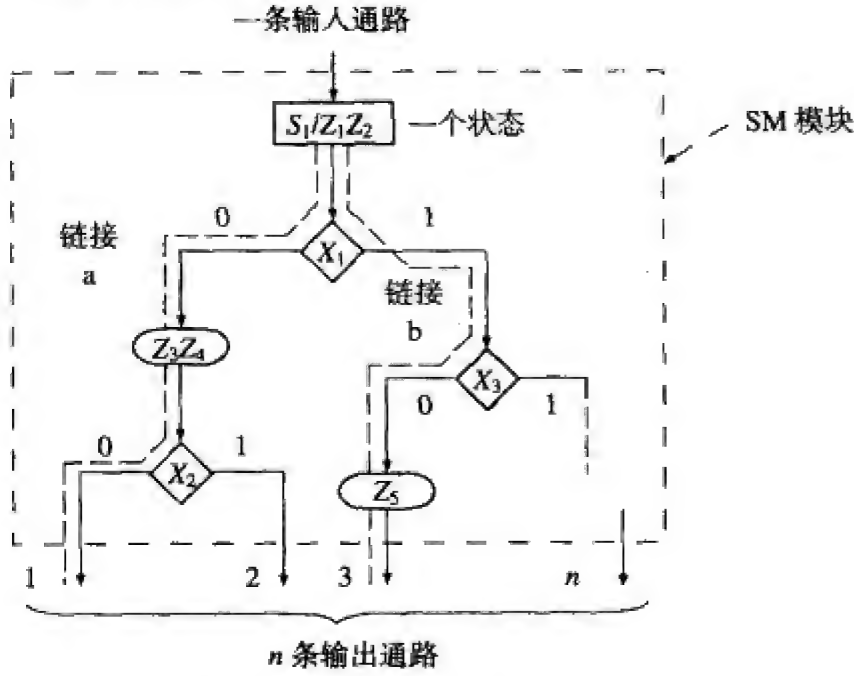 一条输人通路
S₁/Z₁Z₂ 一个状态
SM 模块
0 1
链接
a
X₁
链接
b
Z₃Z₄
X₃
0 1
0 1
X₂
Z₅
1 2 3 n
n 条输出通路